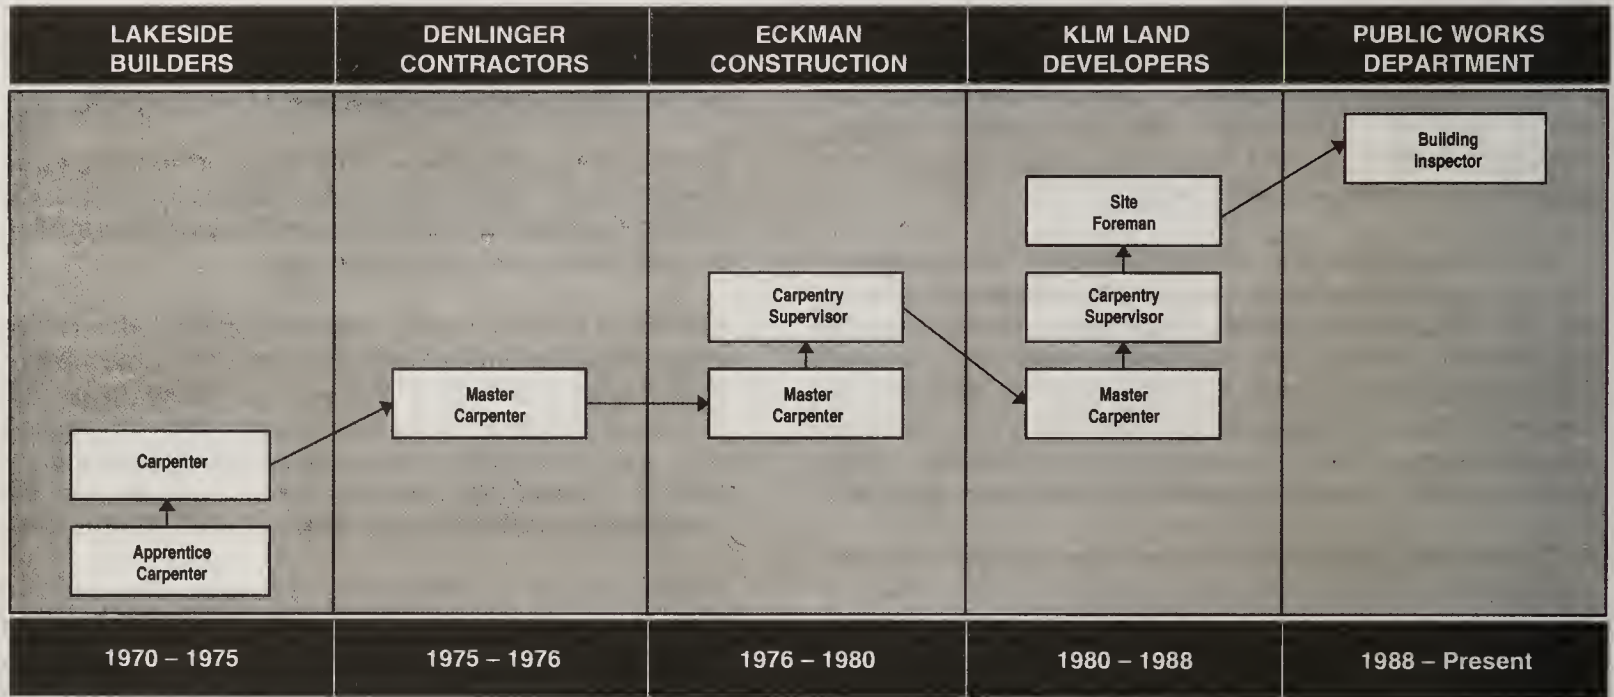 LAKESIDE
BUILDERS
DENLINGER
CONTRACTORS
ECKMAN
CONSTRUCTION
KLM LAND
DEVELOPERS
PUBLIC WORKS
DEPARTMENT
Building
Inspector
Site
Foreman
Carpentry
Supervisor
Carpentry
Supervisor
Master
Carpenter
Master
Carpenter
Master
Carpenter
Carpenter
Apprentice
Carpenter
1970 – 1975
1975 – 1976
1976 – 1980
1980 – 1988
1988 – Present